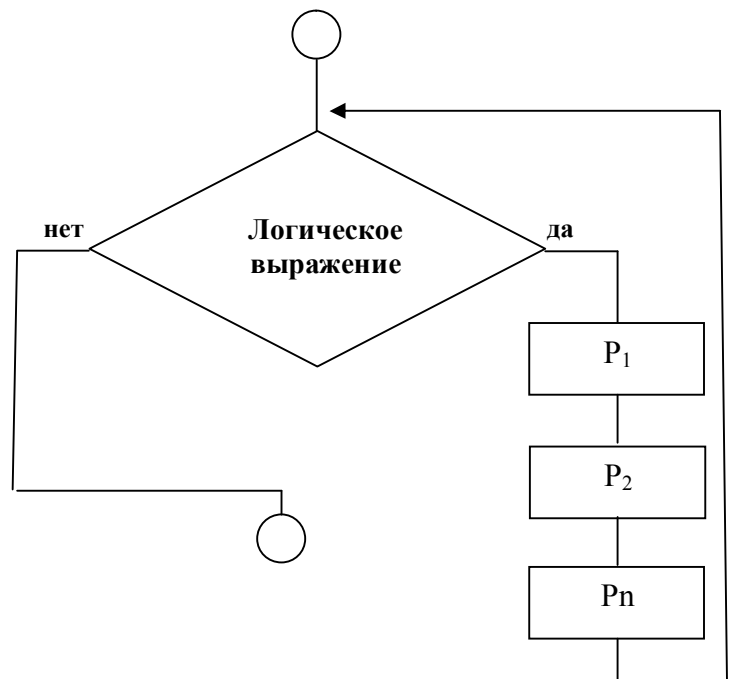 нет
Логическое
выражение
да
P₁
P₂
Pn